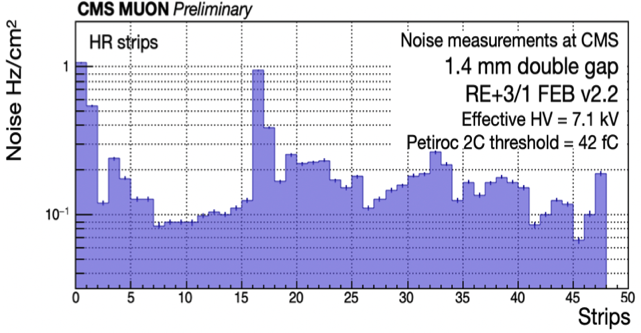 CMS MUON Preliminary
HR strips
Noise measurements at CMS
1.4 mm double gap
RE+3/1 FEB v2.2
Effective HV = 7.1 kV
Petiroc 2C threshold = 42 fC
Noise Hz/cm²
1
10⁻¹
0 5 10 15 20 25 30 35 40 45 50
Strips